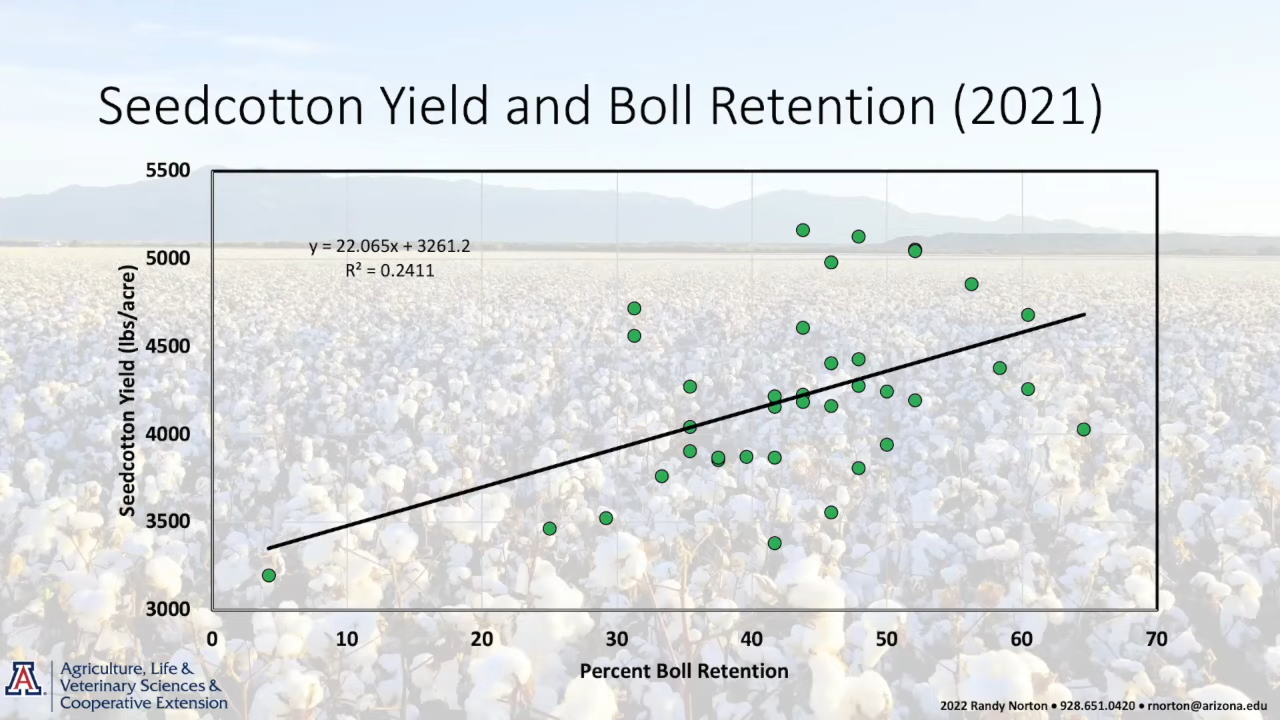 Seedcotton Yield and Boll Retention (2021)
5500
5000
4500
4000
3500
3000
Seedcotton Yield (lbs/acre)
y = 22.065x + 3261.2
R² = 0.2411
0 10 20 30 40 50 60 70
Percent Boll Retention
A
Agriculture, Life &
Veterinary Sciences &
Cooperative Extension
2022 Randy Norton ● 928.651.0420 ● rnorton@arizona.edu